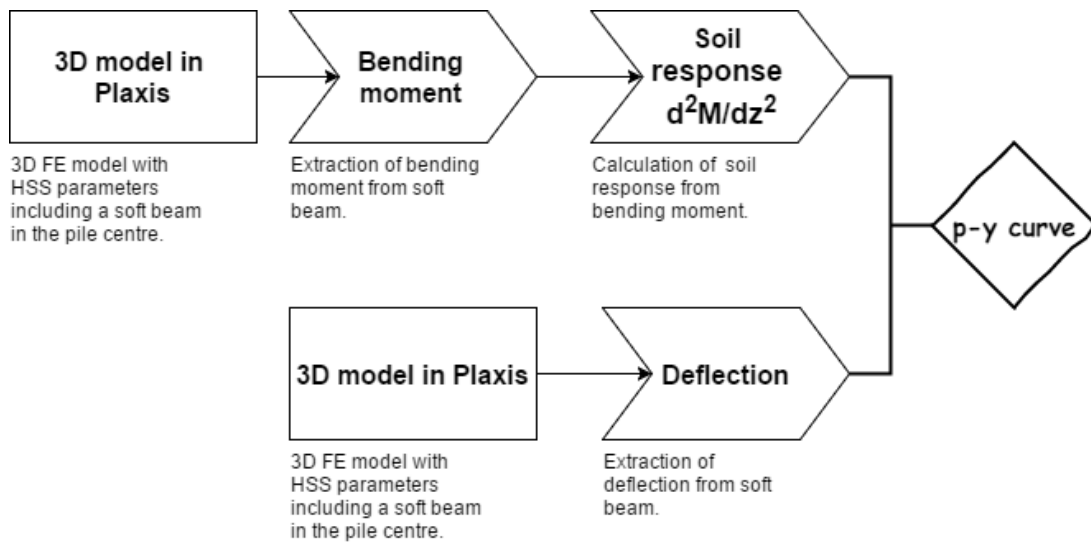 3D model in
Plaxis
3D FE model with
HSS parameters
including a soft beam
in the pile centre.
Bending
moment
Extraction of bending
moment from soft
beam.
Soil
response
d²M/dz²
Calculation of soil
response from
bending moment.
p-y curve
3D model in Plaxis
3D FE model with
HSS parameters
including a soft beam
in the pile centre.
Deflection
Extraction of
deflection from soft
beam.